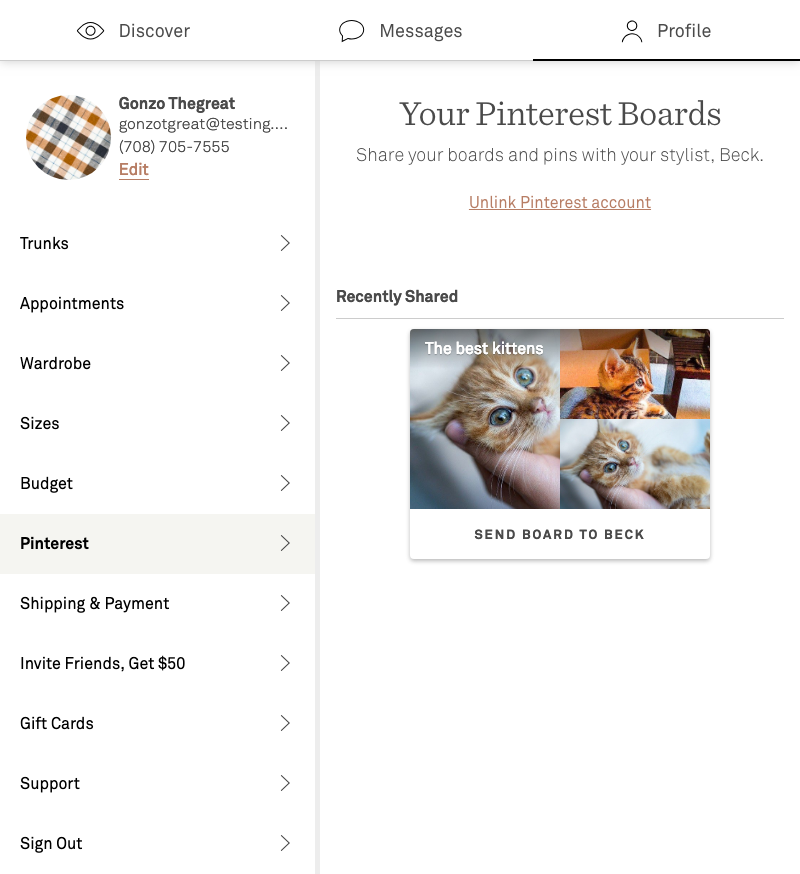 Discover
Messages
Profile
Gonzo Thegreat
gonzotgreat@testing....
(708) 705-7555
Edit
Trunks
Appointments
Wardrobe
Sizes
Budget
Pinterest
Shipping & Payment
Invite Friends, Get $50
Gift Cards
Support
Sign Out
Your Pinterest Boards
Share your boards and pins with your stylist, Beck.
Unlink Pinterest account
Recently Shared
The best kittens
SEND BOARD TO BECK